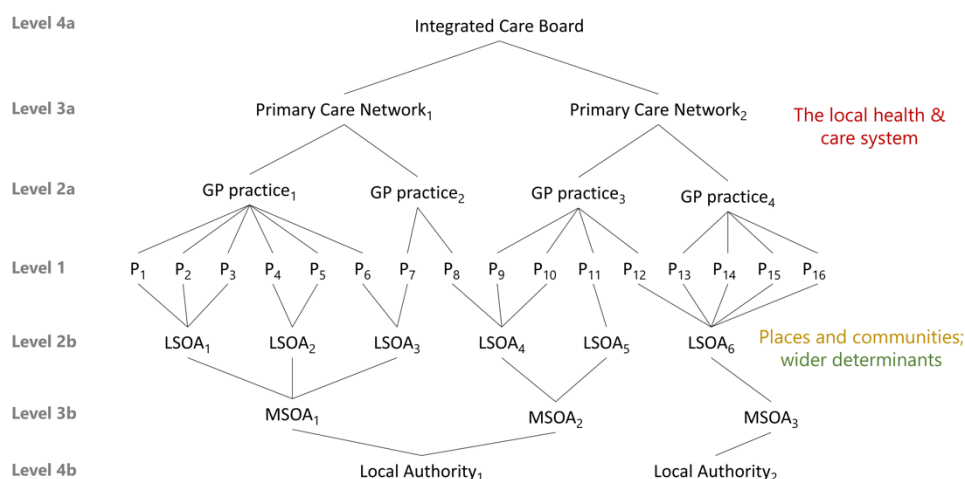 Level 4a Integrated Care Board
Level 3a Primary Care Network₁ Primary Care Network₂
The local health &
care system
Level 2a GP practice₁ GP practice₂ GP practice₃ GP practice₄
Level 1 P₁ P₂ P₃ P₄ P₅ P₆ P₇ P₈ P₉ P₁₀ P₁₁ P₁₂ P₁₃ P₁₄ P₁₅ P₁₆
Level 2b LSOA₁ LSOA₂ LSOA₃ LSOA₄ LSOA₅ LSOA₆
Places and communities;
wider determinants
Level 3b MSOA₁ MSOA₂ MSOA₃
Level 4b Local Authority₁ Local Authority₂